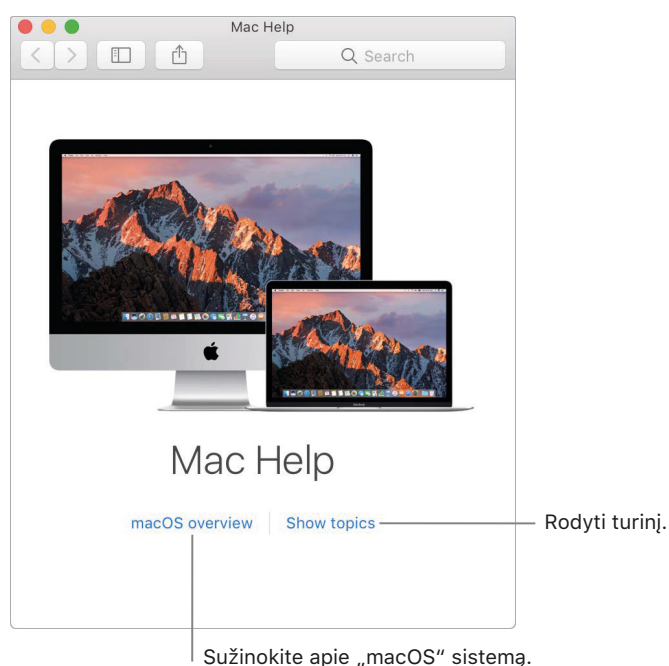 Mac Help
Search
Mac Help
macOS overview
Show topics
Rodyti turinį.
Sužinokite apie „macOS“ sistemą.